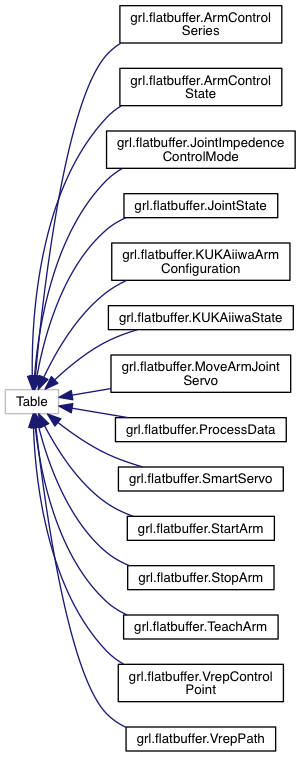 grl.flatbuffer.ArmControl
Series
grl.flatbuffer.ArmControl
State
grl.flatbuffer.JointImpedence
ControlMode
grl.flatbuffer.JointState
grl.flatbuffer.KUKAiiwaArm
Configuration
grl.flatbuffer.KUKAiiwaState
grl.flatbuffer.MoveArmJoint
Servo
Table
grl.flatbuffer.ProcessData
grl.flatbuffer.SmartServo
grl.flatbuffer.StartArm
grl.flatbuffer.StopArm
grl.flatbuffer.TeachArm
grl.flatbuffer.VrepControl
Point
grl.flatbuffer.VrepPath